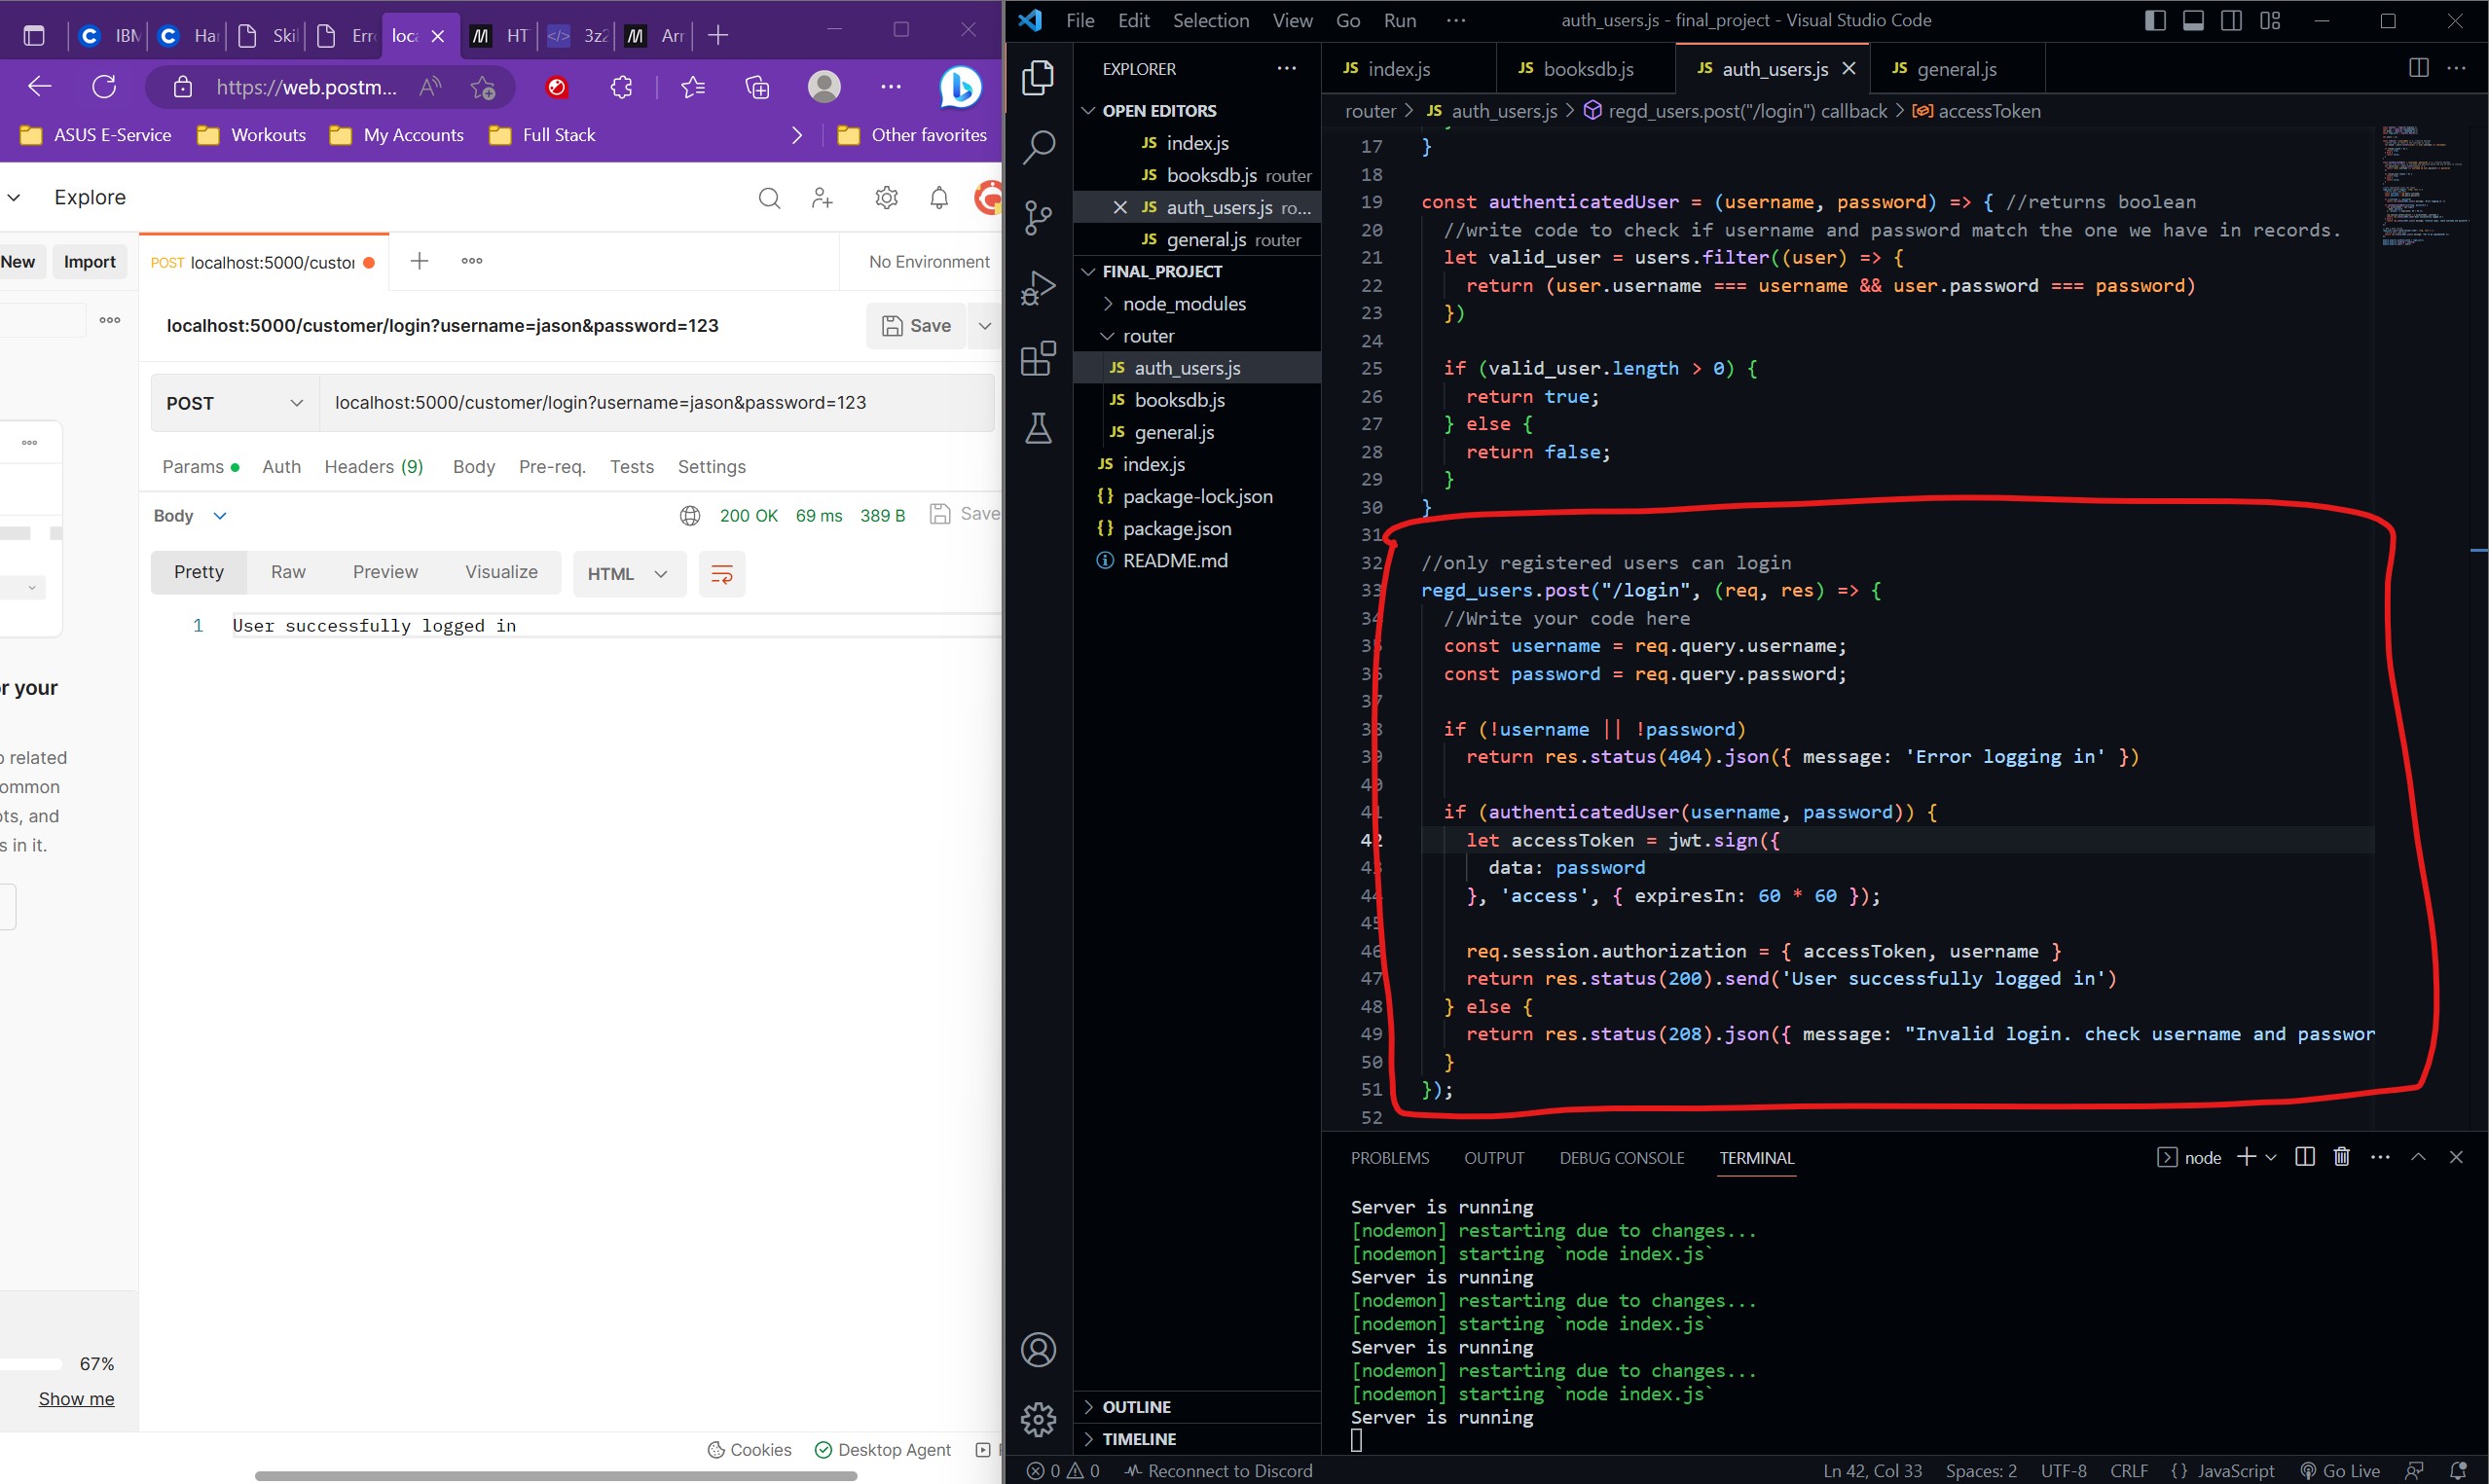 IBM
Ha
Ski
Err
loc
HT
3z
Arr
https://web.postm...
ASUS E-Service
Workouts
My Accounts
Full Stack
Other favorites
Explore
New
Import
POST localhost:5000/custor
No Environment
localhost:5000/customer/login?username=jason&password=123
Save
POST
localhost:5000/customer/login?username=jason&password=123
Params
Auth
Headers (9)
Body
Pre-req.
Tests
Settings
Body
200 OK
69 ms
389 B
Save
Pretty
Raw
Preview
Visualize
HTML
1 User successfully logged in
r your
related
ommon
ots, and
s in it.
67%
Show me
Cookies
Desktop Agent
File Edit Selection View Go Run ...
auth_users.js - final_project - Visual Studio Code
EXPLORER
OPEN EDITORS
JS index.js
JS booksdb.js router
JS auth_users.js ro...
JS general.js router
FINAL_PROJECT
node_modules
router
JS auth_users.js
JS booksdb.js
JS general.js
JS index.js
{} package-lock.json
{} package.json
README.md
OUTLINE
TIMELINE
JS index.js
JS booksdb.js
JS auth_users.js
JS general.js
router > JS auth_users.js > regd_users.post("/login") callback > accessToken
17 }
18
19 const authenticatedUser = (username, password) => { //returns boolean
20 //write code to check if username and password match the one we have in records.
21 let valid_user = users.filter((user) => {
22 return (user.username === username && user.password === password)
23 })
24
25 if (valid_user.length > 0) {
26 return true;
27 } else {
28 return false;
29 }
30 }
31
32 //only registered users can login
33 regd_users.post("/login", (req, res) => {
34 //Write your code here
35 const username = req.query.username;
36 const password = req.query.password;
37
38 if (!username || !password)
39 return res.status(404).json({ message: 'Error logging in' })
40
41 if (authenticatedUser(username, password)) {
42 let accessToken = jwt.sign({
43 data: password
44 }, 'access', { expiresIn: 60 * 60 });
45
46 req.session.authorization = { accessToken, username }
47 return res.status(200).send('User successfully logged in')
48 } else {
49 return res.status(208).json({ message: "Invalid login. check username and passwor
50 }
51 });
52
PROBLEMS
OUTPUT
DEBUG CONSOLE
TERMINAL
node
Server is running
[nodemon] restarting due to changes...
[nodemon] starting `node index.js`
Server is running
[nodemon] restarting due to changes...
[nodemon] starting `node index.js`
Server is running
[nodemon] restarting due to changes...
[nodemon] starting `node index.js`
Server is running
0 0
Reconnect to Discord
Ln 42, Col 33
Spaces: 2
UTF-8
CRLF
{} JavaScript
Go Live